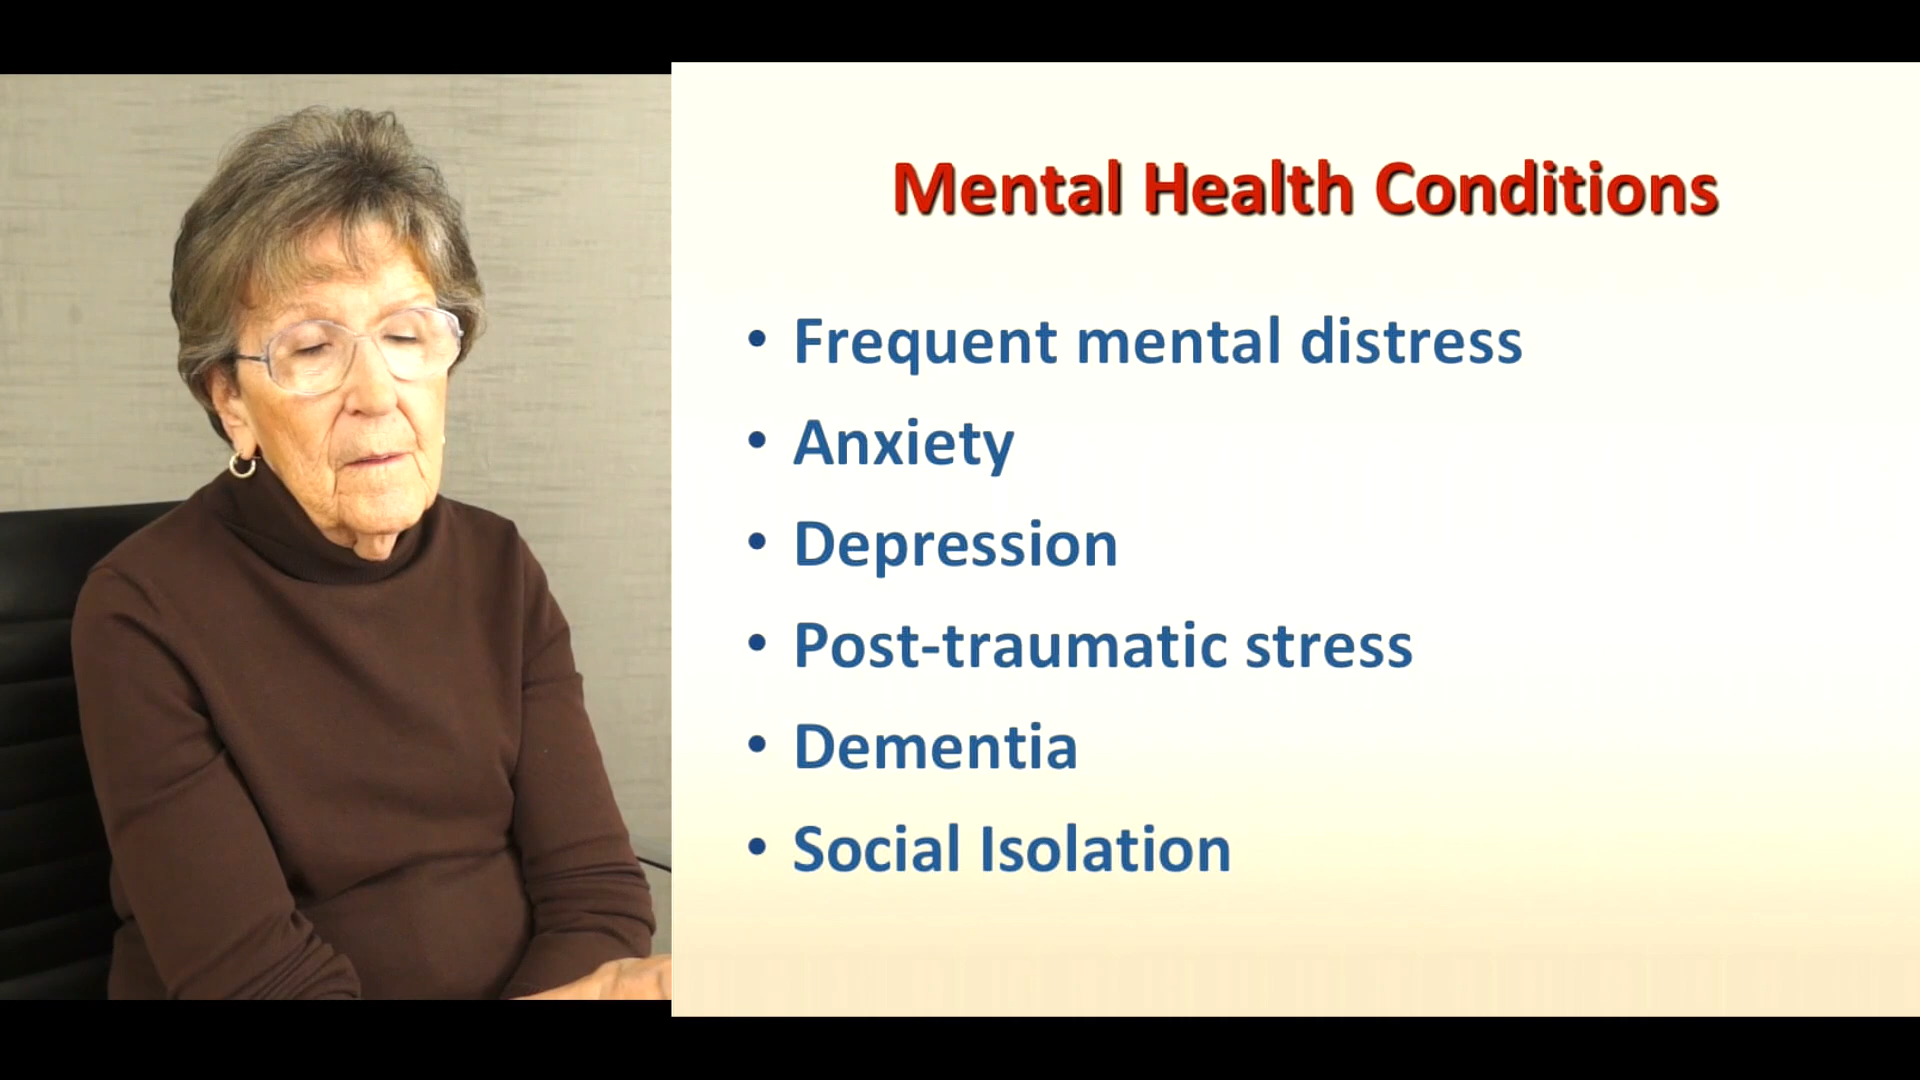 Mental Health Conditions
• Frequent mental distress
• Anxiety
• Depression
• Post-traumatic stress
• Dementia
• Social Isolation